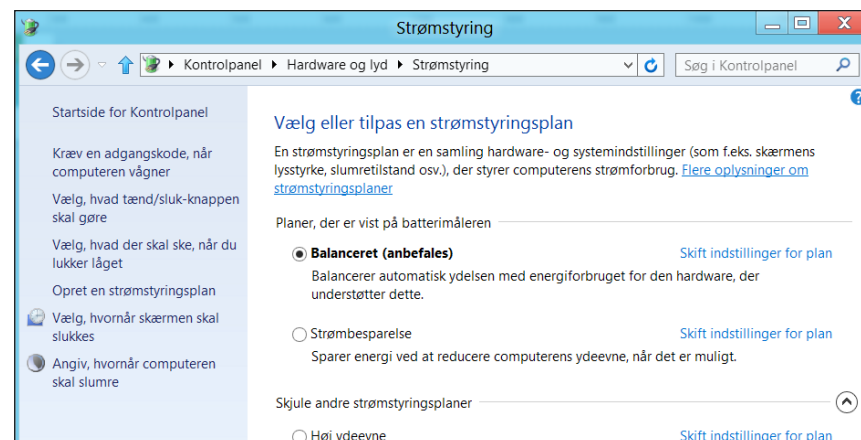 Strømstyring
Kontrolpanel ▸ Hardware og lyd ▸ Strømstyring
Søg i Kontrolpanel
Startside for Kontrolpanel
Kræv en adgangskode, når
computeren vågner
Vælg, hvad tænd/sluk-knappen
skal gøre
Vælg, hvad der skal ske, når du
lukker låget
Opret en strømstyringsplan
Vælg, hvornår skærmen skal
slukkes
Angiv, hvornår computeren
skal slumre
Vælg eller tilpas en strømstyringsplan
En strømstyringsplan er en samling hardware- og systemindstillinger (som f.eks. skærmens
lysstyrke, slumretilstand osv.), der styrer computerens strømforbrug. Flere oplysninger om
strømstyringsplaner
Planer, der er vist på batterimåleren
Balanceret (anbefales) Skift indstillinger for plan
Balancerer automatisk ydelsen med energiforbruget for den hardware, der
understøtter dette.
Strømbesparelse Skift indstillinger for plan
Sparer energi ved at reducere computerens ydeevne, når det er muligt.
Skjule andre strømstyringsplaner
Høj ydeevne Skift indstillinger for plan